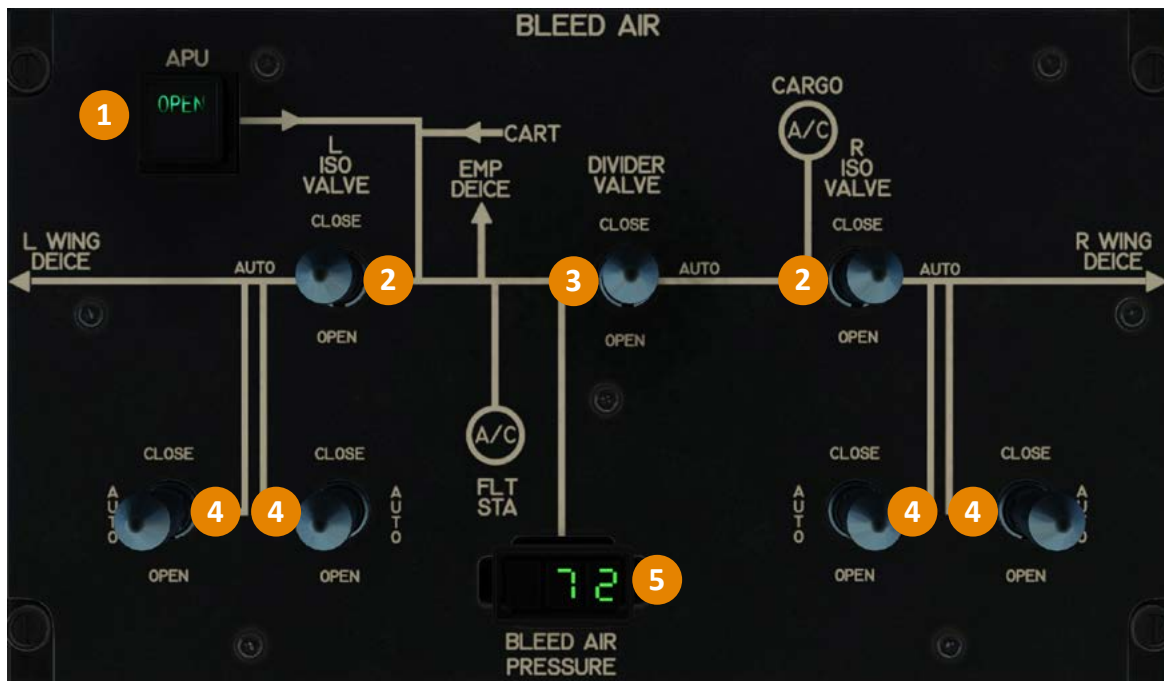 BLEED AIR
APU
OPEN
1
CART
CARGO
A/C
L
ISO
VALVE
EMP
DEICE
DIVIDER
VALVE
R
ISO
VALVE
CLOSE
CLOSE
CLOSE
L WING
DEICE
AUTO
2
3
AUTO
2
AUTO
R WING
DEICE
OPEN
OPEN
OPEN
A/C
FLT
STA
CLOSE
CLOSE
CLOSE
CLOSE
AUTO
4
4
AUTO
AUTO
4
4
AUTO
OPEN
OPEN
OPEN
OPEN
72
5
BLEED AIR
PRESSURE